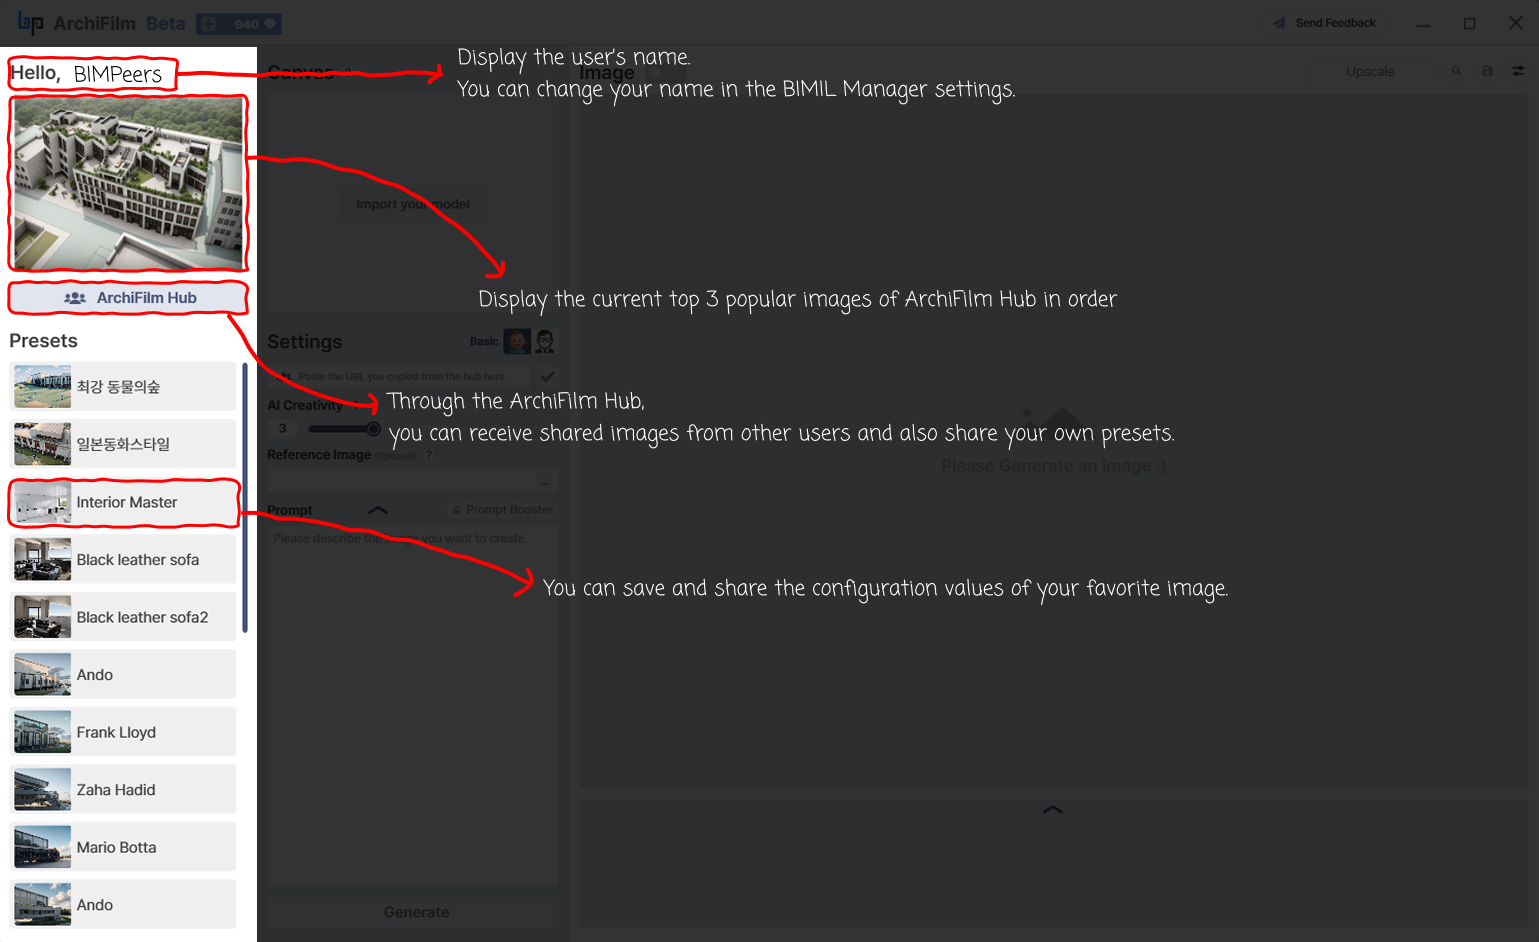 bp ArchiFilm Beta 940
Send Feedback
Hello, BIMPeers
Display the user's name.
You can change your name in the BIMIL Manager settings.
Canvas ?
Image
Upscale
Import your model
Display the current top 3 popular images of ArchiFilm Hub in order
ArchiFilm Hub
Presets
최강 동물의숲
일본동화스타일
Interior Master
Black leather sofa
Black leather sofa2
Ando
Frank Lloyd
Zaha Hadid
Mario Botta
Ando
Settings
Basic
Paste the URL you copied from the hub here
AI Creativity
3
Through the ArchiFilm Hub,
you can receive shared images from other users and also share your own presets.
Reference Image (Optional) ?
...
Prompt
Prompt Booster
Please describe the image you want to create.
You can save and share the configuration values of your favorite image.
Please Generate an Image :)
Generate